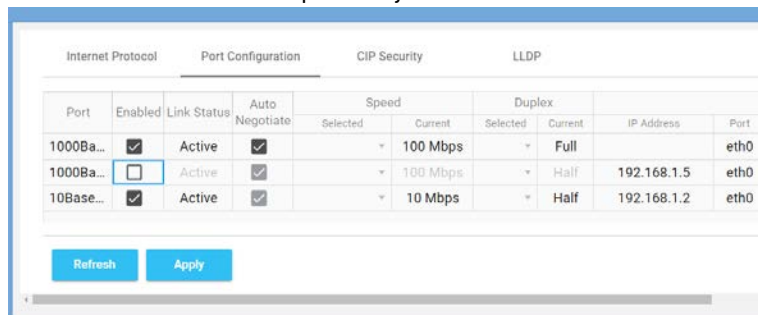 Internet Protocol Port Configuration CIP Security LLDP
Port Enabled Link Status Auto Negotiate Speed Duplex
Selected Current Selected Current IP Address Port
1000Ba... Active 100 Mbps Full eth0
1000Ba... Active 100 Mbps Half 192.168.1.5 eth0
10Base... Active 10 Mbps Half 192.168.1.2 eth0
Refresh Apply